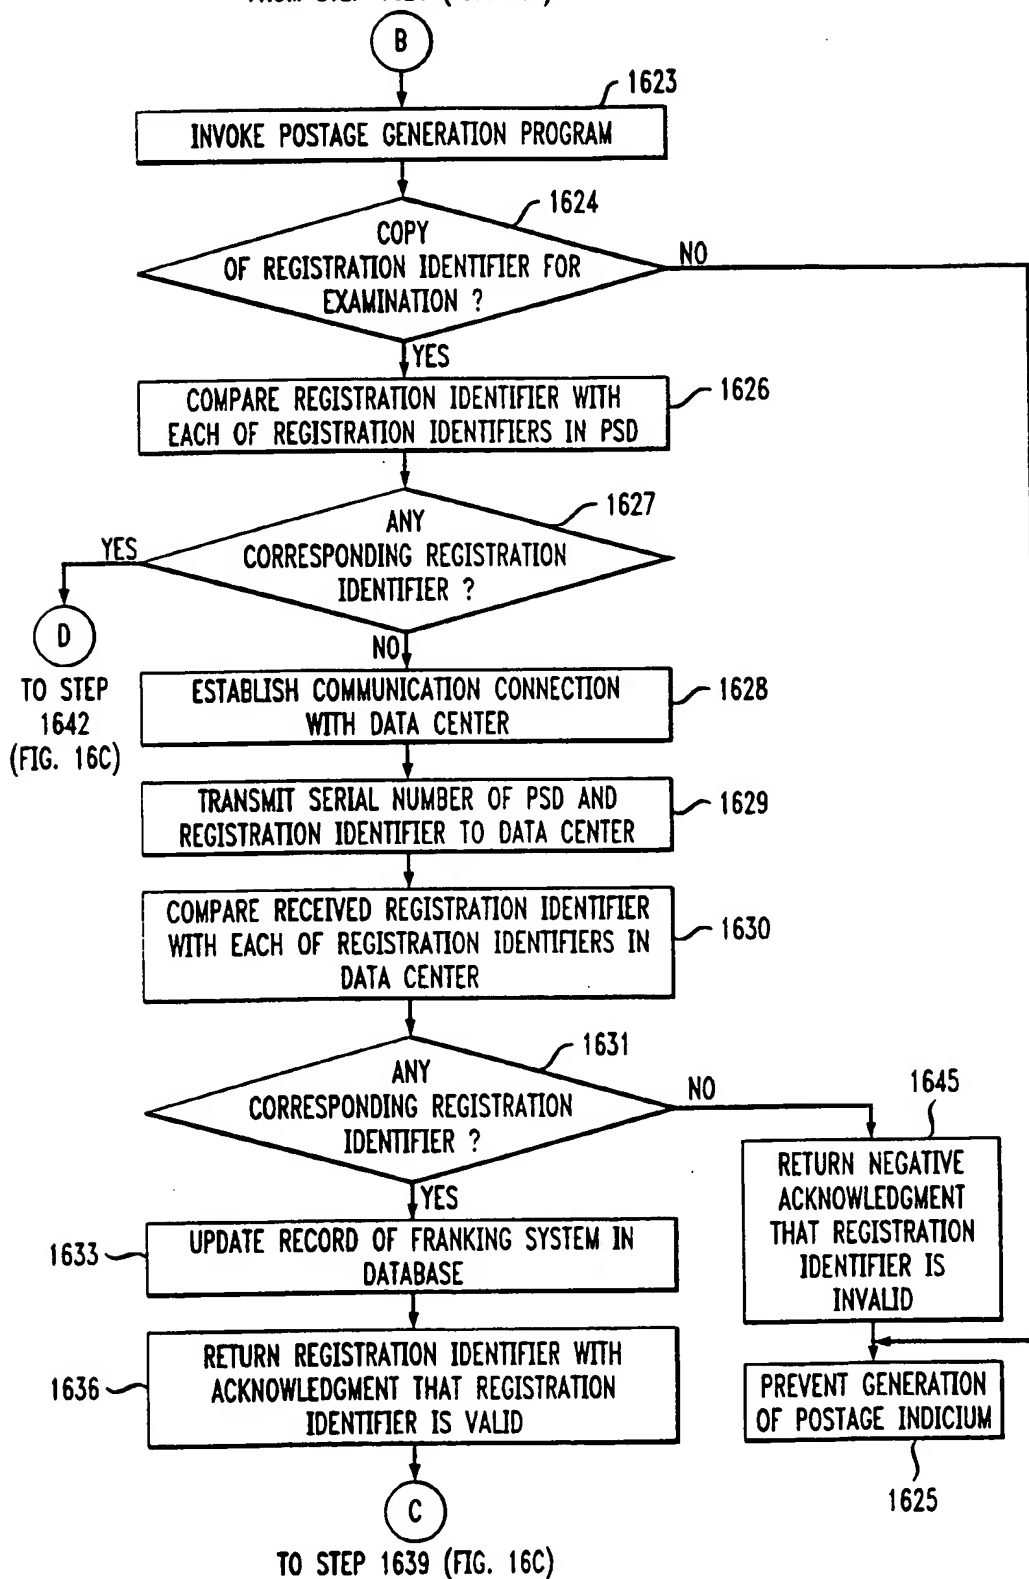 B
1623
INVOKE POSTAGE GENERATION PROGRAM
1624
COPY
OF REGISTRATION IDENTIFIER FOR
EXAMINATION ?
NO
YES
COMPARE REGISTRATION IDENTIFIER WITH
EACH OF REGISTRATION IDENTIFIERS IN PSD
1626
1627
ANY
CORRESPONDING REGISTRATION
IDENTIFIER ?
YES
D
TO STEP
1642
(FIG. 16C)
NO
ESTABLISH COMMUNICATION CONNECTION
WITH DATA CENTER
1628
TRANSMIT SERIAL NUMBER OF PSD AND
REGISTRATION IDENTIFIER TO DATA CENTER
1629
COMPARE RECEIVED REGISTRATION IDENTIFIER
WITH EACH OF REGISTRATION IDENTIFIERS IN
DATA CENTER
1630
1631
ANY
CORRESPONDING REGISTRATION
IDENTIFIER ?
NO
1645
RETURN NEGATIVE
ACKNOWLEDGMENT
THAT REGISTRATION
IDENTIFIER IS
INVALID
YES
1633
UPDATE RECORD OF FRANKING SYSTEM IN
DATABASE
1636
RETURN REGISTRATION IDENTIFIER WITH
ACKNOWLEDGMENT THAT REGISTRATION
IDENTIFIER IS VALID
PREVENT GENERATION
OF POSTAGE INDICIUM
1625
C
TO STEP 1639 (FIG. 16C)